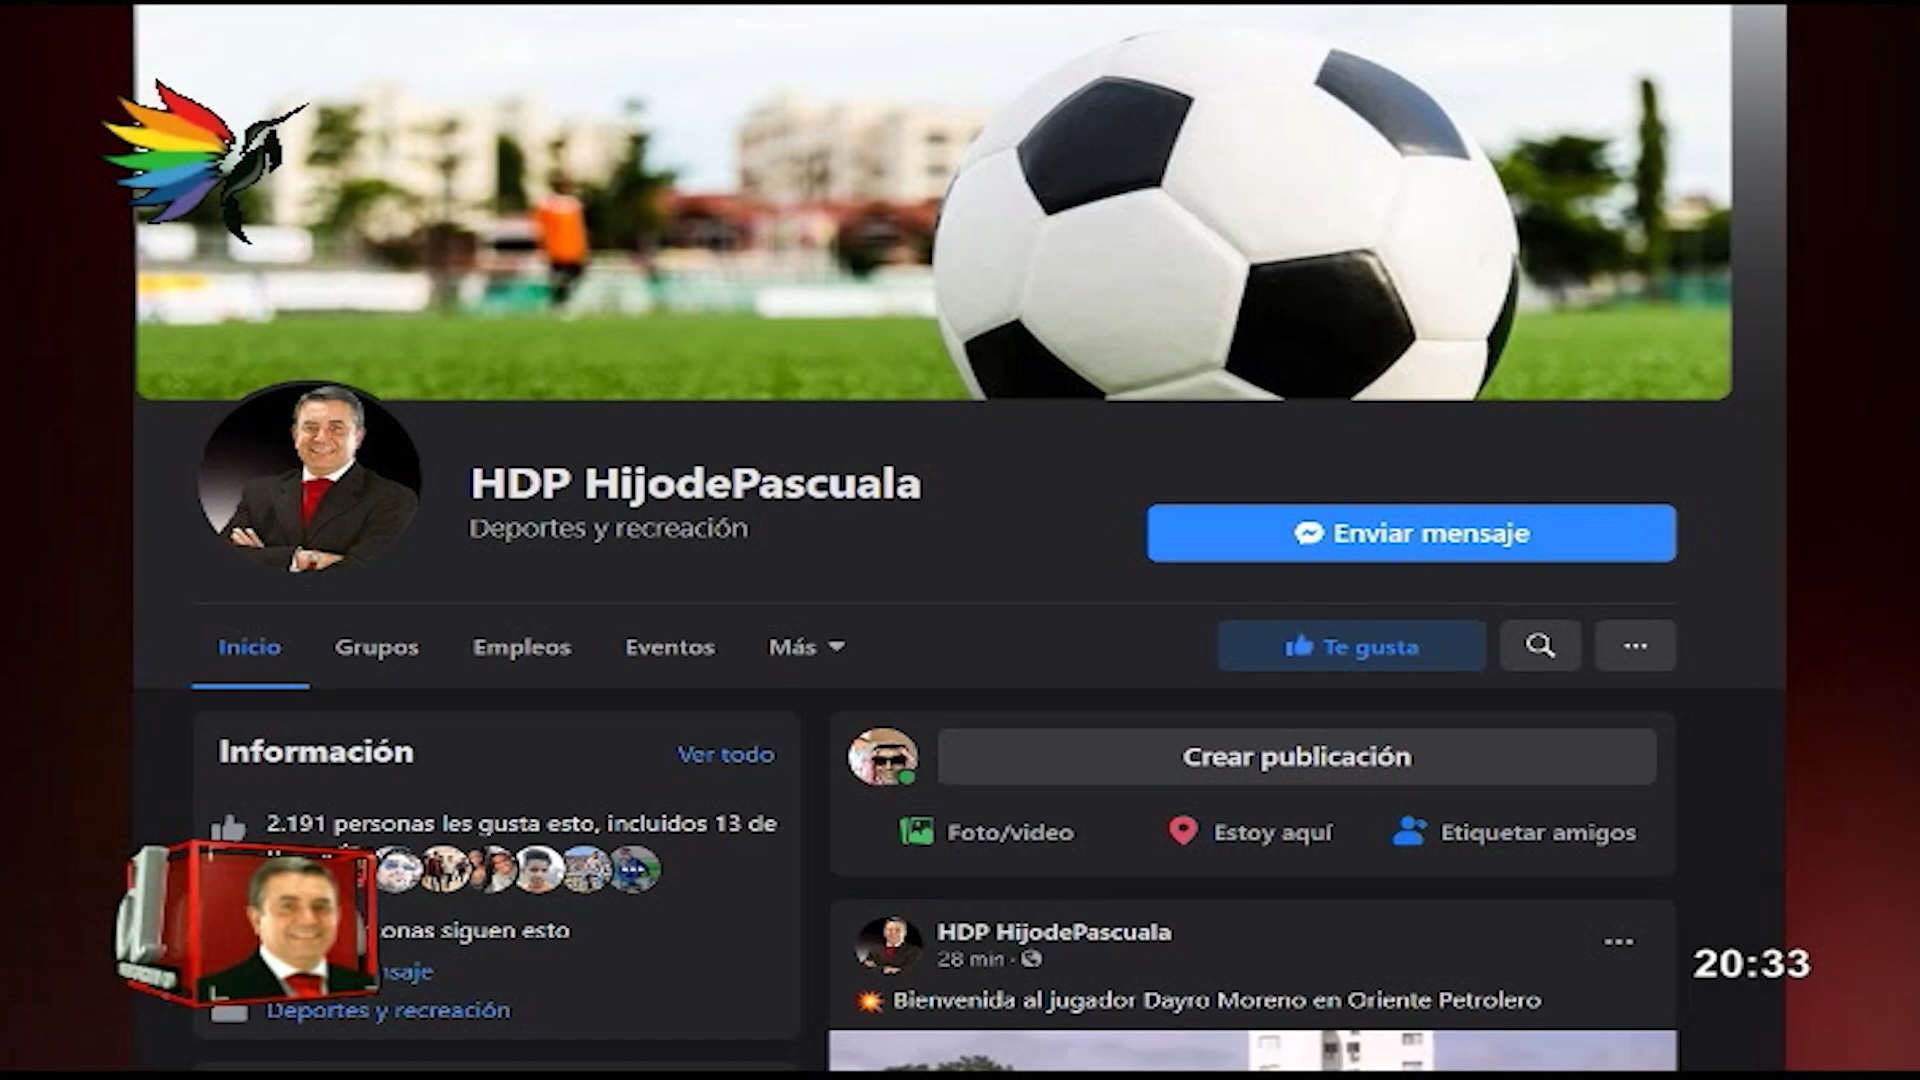 HDP HijodePascuala
Deportes y recreación
Enviar mensaje
Inicio
Grupos
Empleos
Eventos
Más
Te gusta
Información
Ver todo
2.191 personas les gusta esto, incluidos 13 de
onas siguen esto
nsaje
Deportes y recreación
Crear publicación
Foto/video
Estoy aquí
Etiquetar amigos
HDP HijodePascuala
28 min ·
Bienvenida al jugador Dayro Moreno en Oriente Petrolero
20:33